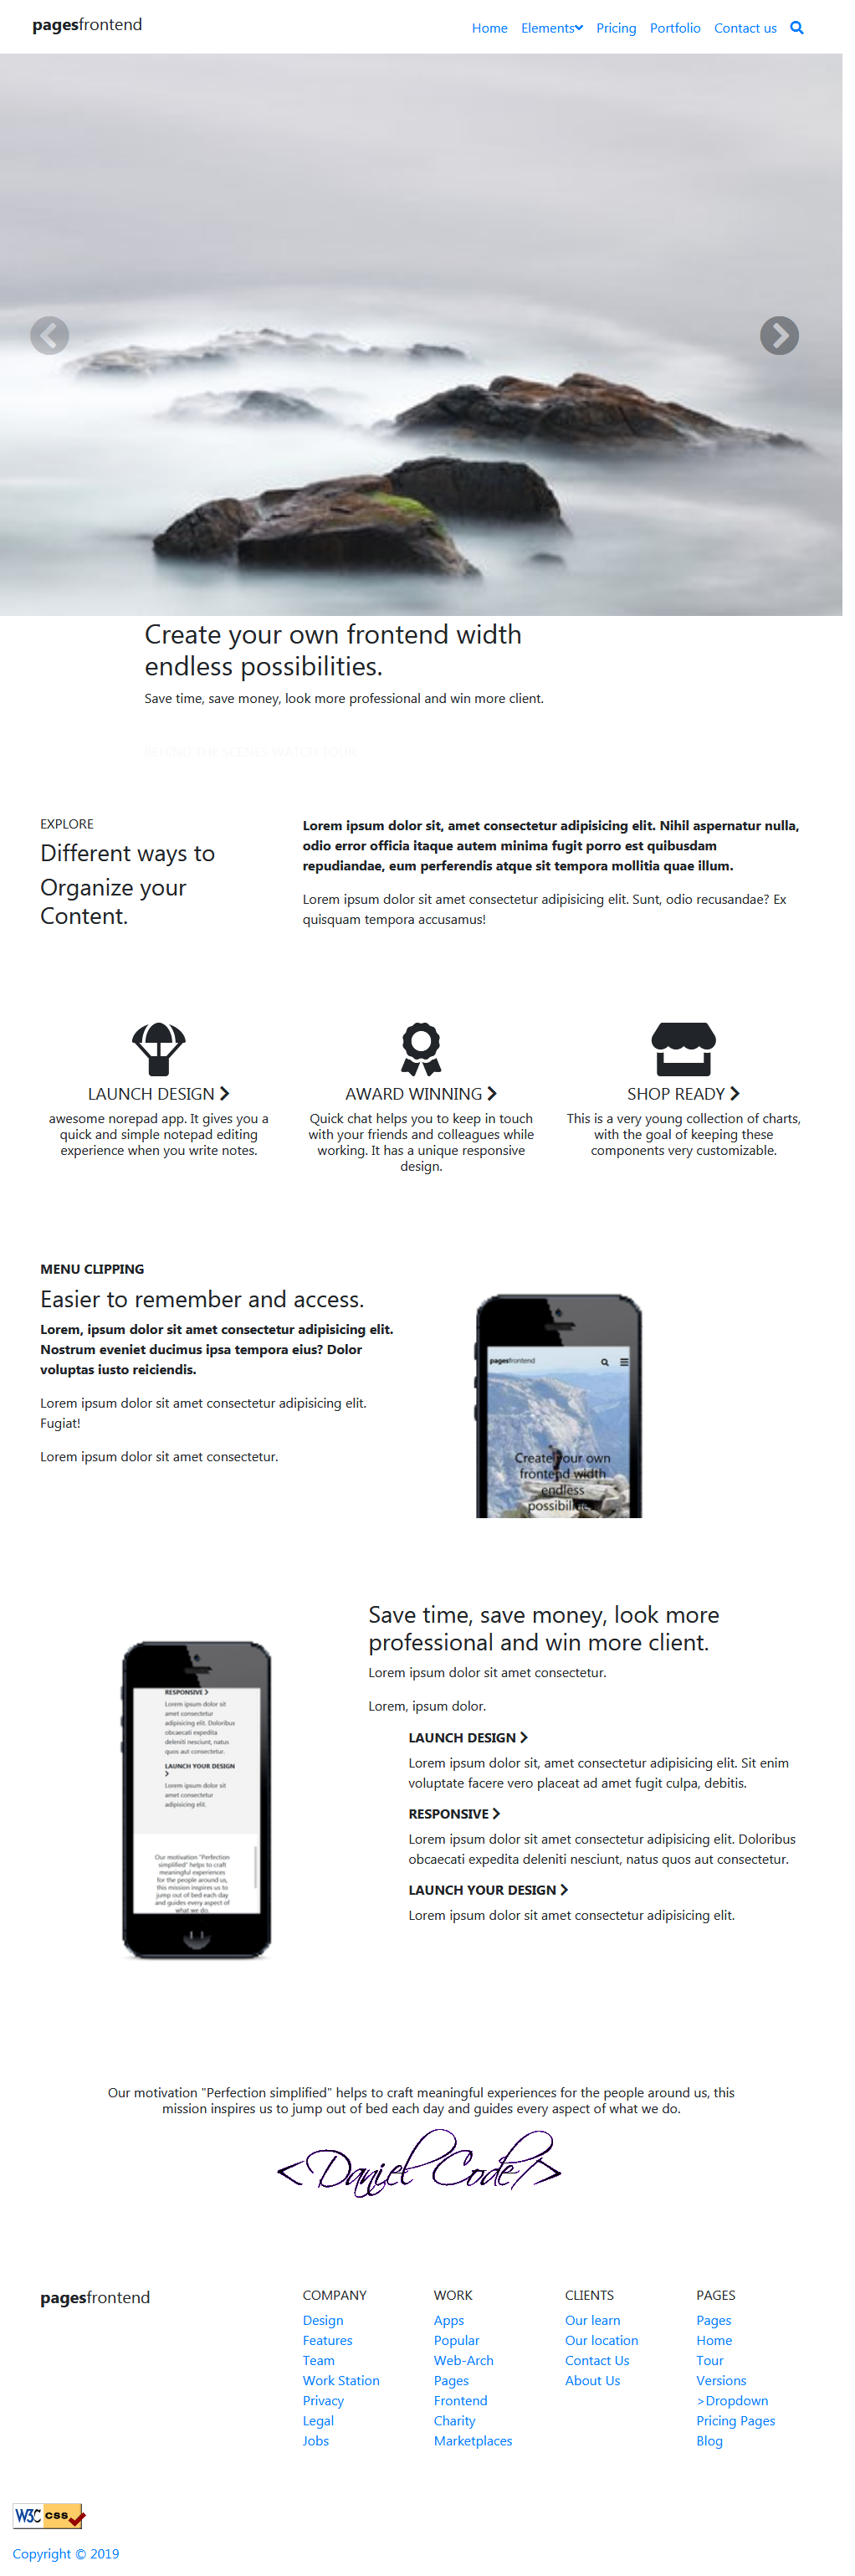 pagesfrontend
Home Elements Pricing Portfolio Contact us
Create your own frontend width
endless possibilities.
Save time, save money, look more professional and win more client.
BEHIND THE SCENES WATCH TOUR
EXPLORE
Different ways to
Organize your
Content.
Lorem ipsum dolor sit, amet consectetur adipisicing elit. Nihil aspernatur nulla,
odio error officia itaque autem minima fugit porro est quibusdam
repudiandae, eum perferendis atque sit tempora mollitia quae illum.
Lorem ipsum dolor sit amet consectetur adipisicing elit. Sunt, odio recusandae? Ex
quisquam tempora accusamus!
LAUNCH DESIGN
awesome norepad app. It gives you a
quick and simple notepad editing
experience when you write notes.
AWARD WINNING
Quick chat helps you to keep in touch
with your friends and colleagues while
working. It has a unique responsive
design.
SHOP READY
This is a very young collection of charts,
with the goal of keeping these
components very customizable.
MENU CLIPPING
Easier to remember and access.
Lorem, ipsum dolor sit amet consectetur adipisicing elit.
Nostrum eveniet ducimus ipsa tempora eius? Dolor
voluptas iusto reiciendis.
Lorem ipsum dolor sit amet consectetur adipisicing elit.
Fugiat!
Lorem ipsum dolor sit amet consectetur.
pagesfrontend
Create your own
frontend width
endless
possibilities.
RESPONSIVE
Lorem ipsum dolor sit
amet consectetur
adipisicing elit. Doloribus
obcaecati expedita
deleniti nesciunt, natus
quos aut consectetur.
LAUNCH YOUR DESIGN
Lorem ipsum dolor sit
amet consectetur
adipisicing elit.
Our motivation "Perfection
simplified" helps to craft
meaningful experiences
for the people around us,
this mission inspires us to
jump out of bed each day
and guides every aspect of
what we do.
Save time, save money, look more
professional and win more client.
Lorem ipsum dolor sit amet consectetur.
Lorem, ipsum dolor.
LAUNCH DESIGN
Lorem ipsum dolor sit, amet consectetur adipisicing elit. Sit enim
voluptate facere vero placeat ad amet fugit culpa, debitis.
RESPONSIVE
Lorem ipsum dolor sit amet consectetur adipisicing elit. Doloribus
obcaecati expedita deleniti nesciunt, natus quos aut consectetur.
LAUNCH YOUR DESIGN
Lorem ipsum dolor sit amet consectetur adipisicing elit.
Our motivation "Perfection simplified" helps to craft meaningful experiences for the people around us, this
mission inspires us to jump out of bed each day and guides every aspect of what we do.
<Daniel Code/>
pagesfrontend
COMPANY
Design
Features
Team
Work Station
Privacy
Legal
Jobs
WORK
Apps
Popular
Web-Arch
Pages
Frontend
Charity
Marketplaces
CLIENTS
Our learn
Our location
Contact Us
About Us
PAGES
Pages
Home
Tour
Versions
>Dropdown
Pricing Pages
Blog
W3C css
Copyright © 2019